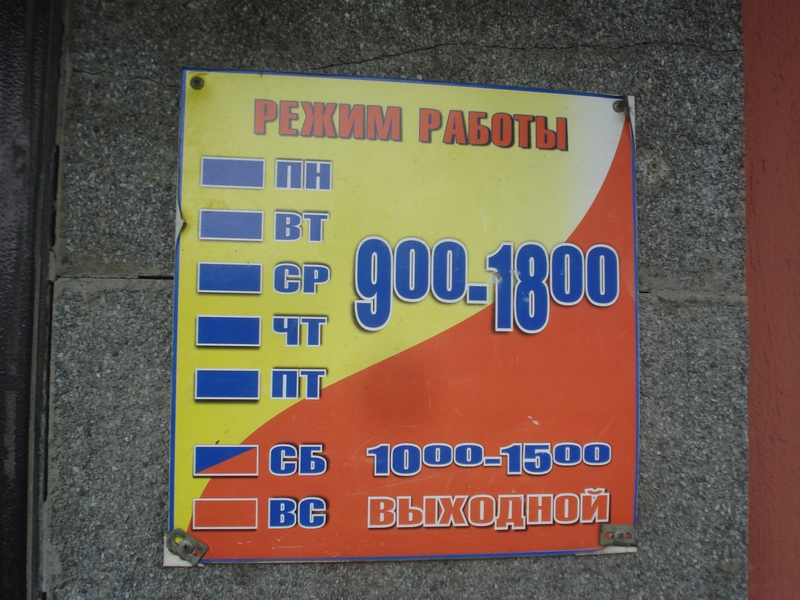 РЕЖИМ РАБОТЫ
ПН
ВТ
СР 900-1800
ЧТ
ПТ
СБ 1000-1500
ВС ВЫХОДНОЙ